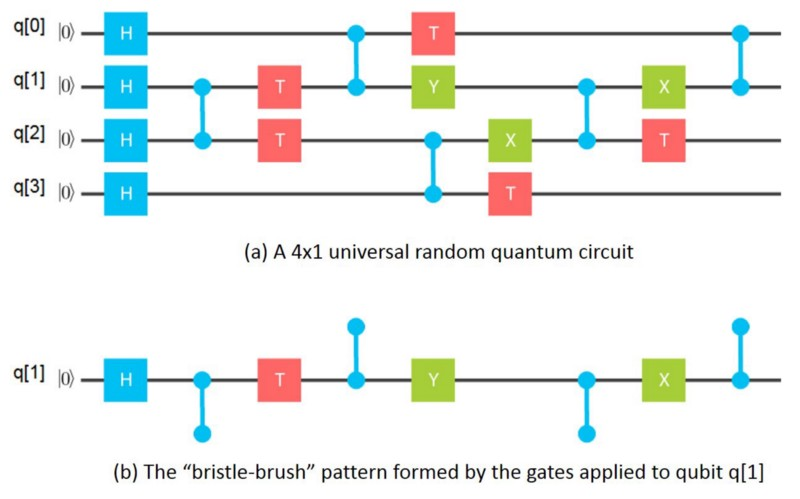 q[0] |0⟩ H T
q[1] |0⟩ H T Y X
q[2] |0⟩ H T X T
q[3] |0⟩ H T
(a) A 4x1 universal random quantum circuit
q[1] |0⟩ H T Y X
(b) The “bristle-brush” pattern formed by the gates applied to qubit q[1]